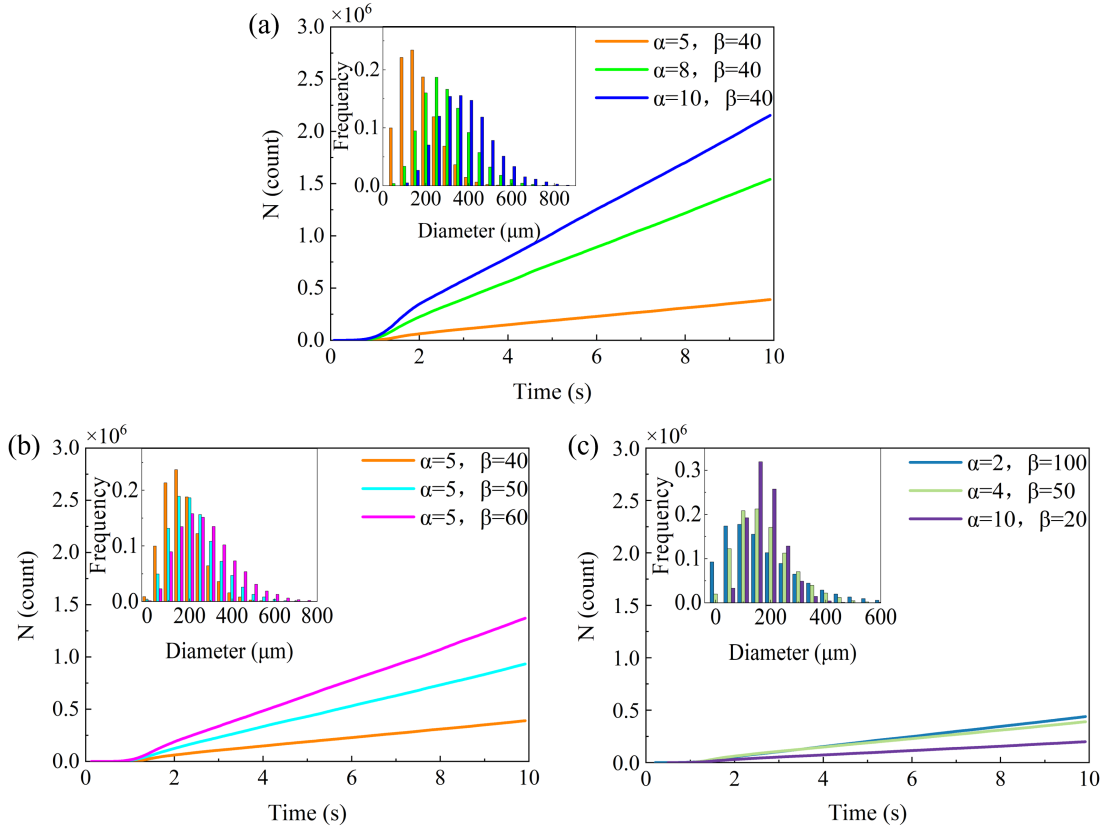 (a)
×10⁶
3.0
2.5
2.0
1.5
1.0
0.5
0.0
N (count)
0 2 4 6 8 10
Time (s)
α=5，β=40
α=8，β=40
α=10，β=40
Frequency
0.2
0.1
0.0
0 200 400 600 800
Diameter (μm)
(b)
×10⁶
3.0
2.5
2.0
1.5
1.0
0.5
0.0
N (count)
0 2 4 6 8 10
Time (s)
α=5，β=40
α=5，β=50
α=5，β=60
Frequency
0.2
0.1
0.0
0 200 400 600 800
Diameter (μm)
(c)
×10⁶
3.0
2.5
2.0
1.5
1.0
0.5
0.0
N (count)
0 2 4 6 8 10
Time (s)
α=2，β=100
α=4，β=50
α=10，β=20
Frequency
0.3
0.2
0.1
0.0
0 200 400 600
Diameter (μm)